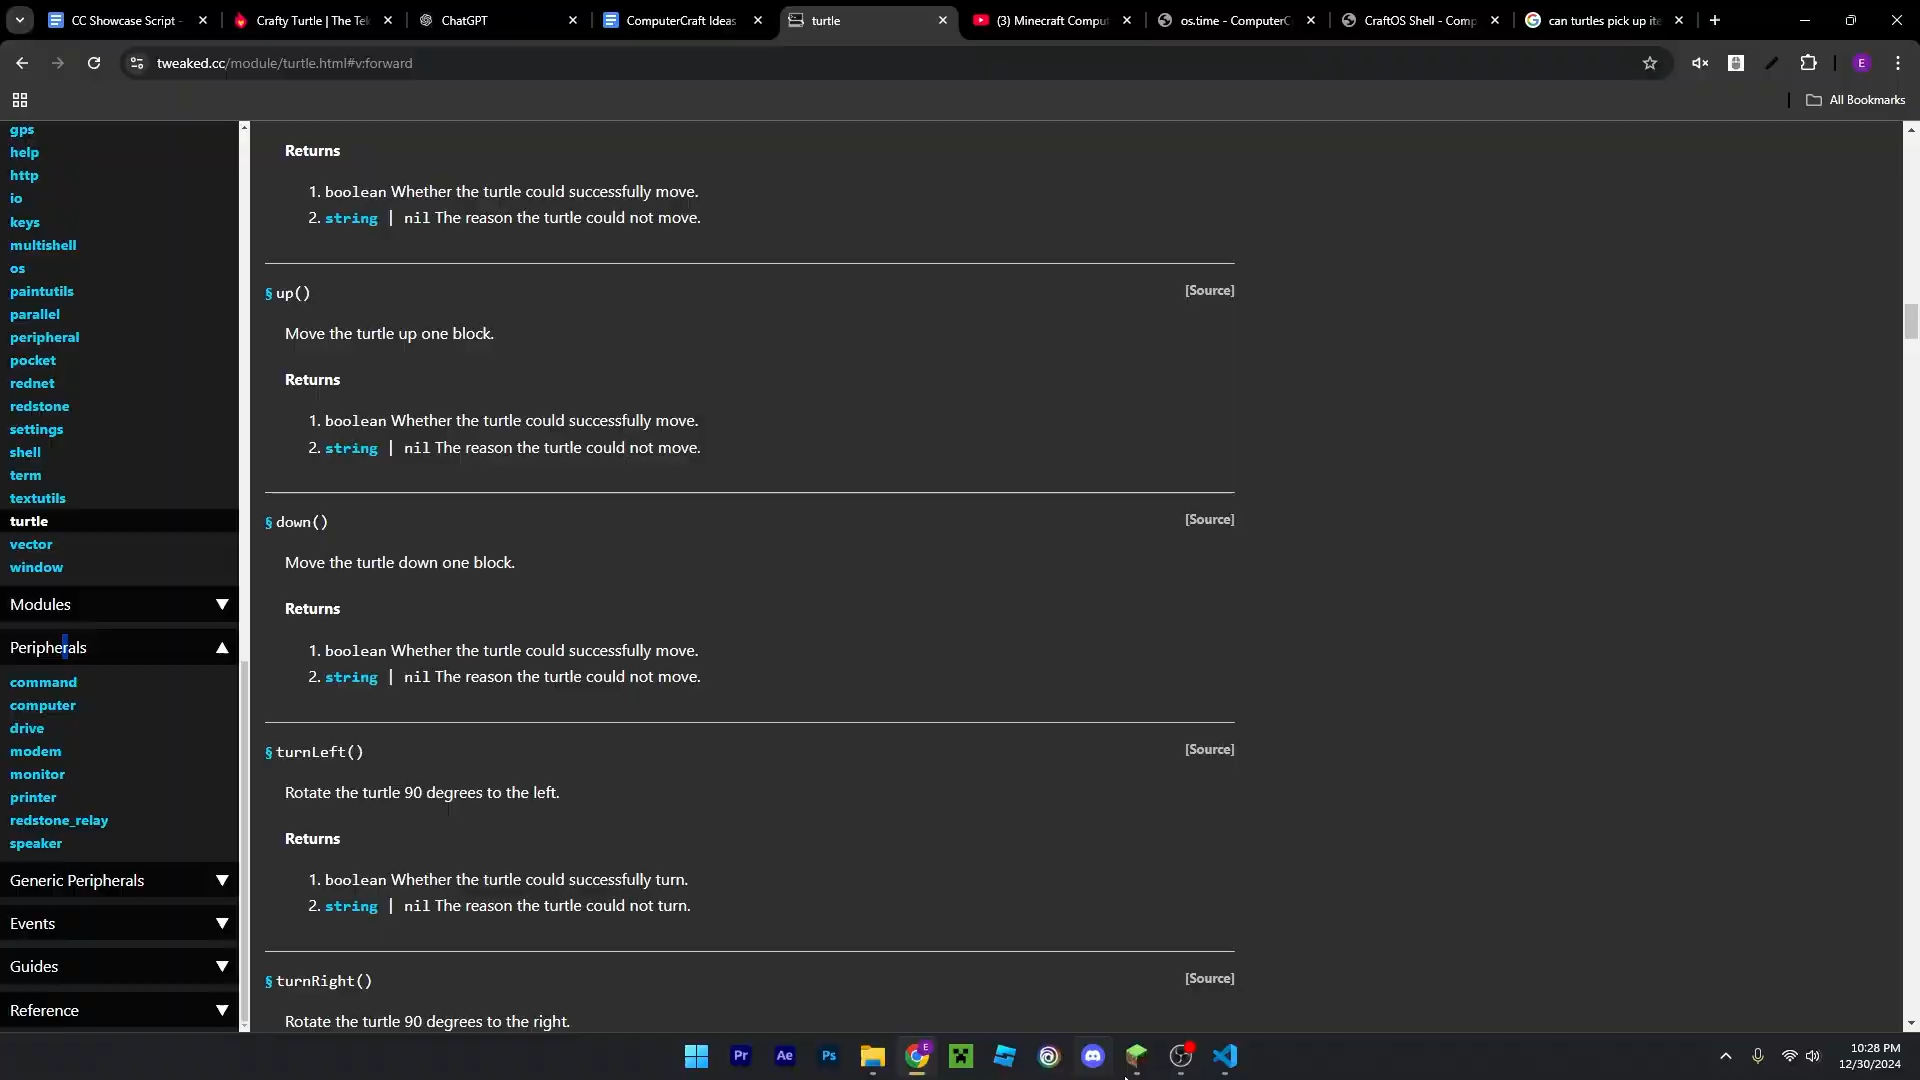 CC Showcase Script -
Crafty Turtle | The Tek
ChatGPT
ComputerCraft Ideas
turtle
(3) Minecraft Comput
os.time - ComputerC
CraftOS Shell - Comp
can turtles pick up ite
tweaked.cc/module/turtle.html#v:forward
E
All Bookmarks
gps
help
http
io
keys
multishell
os
paintutils
parallel
peripheral
pocket
rednet
redstone
settings
shell
term
textutils
turtle
vector
window
Modules
Peripherals
command
computer
drive
modem
monitor
printer
redstone_relay
speaker
Generic Peripherals
Events
Guides
Reference
Returns
1. boolean Whether the turtle could successfully move.
2. string | nil The reason the turtle could not move.
§ up() [Source]
Move the turtle up one block.
Returns
1. boolean Whether the turtle could successfully move.
2. string | nil The reason the turtle could not move.
§ down() [Source]
Move the turtle down one block.
Returns
1. boolean Whether the turtle could successfully move.
2. string | nil The reason the turtle could not move.
§ turnLeft() [Source]
Rotate the turtle 90 degrees to the left.
Returns
1. boolean Whether the turtle could successfully turn.
2. string | nil The reason the turtle could not turn.
§ turnRight() [Source]
Rotate the turtle 90 degrees to the right.
Pr
Ae
Ps
E
10:28 PM
12/30/2024